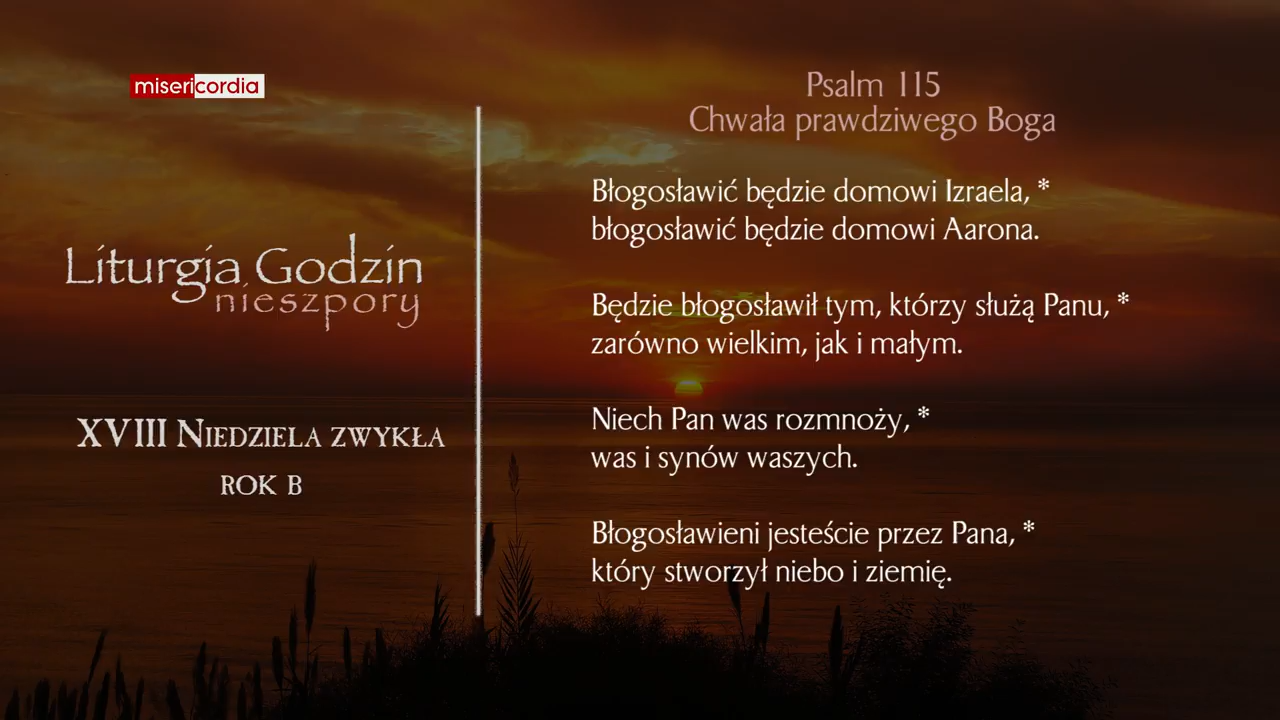 misericordia
Liturgia Godzin
nieszpory
XVIII Niedziela zwykła
rok B
Psalm 115
Chwała prawdziwego Boga
Błogosławić będzie domowi Izraela, *
błogosławić będzie domowi Aarona.
Będzie błogosławił tym, którzy służą Panu, *
zarówno wielkim, jak i małym.
Niech Pan was rozmnoży, *
was i synów waszych.
Błogosławieni jesteście przez Pana, *
który stworzył niebo i ziemię.